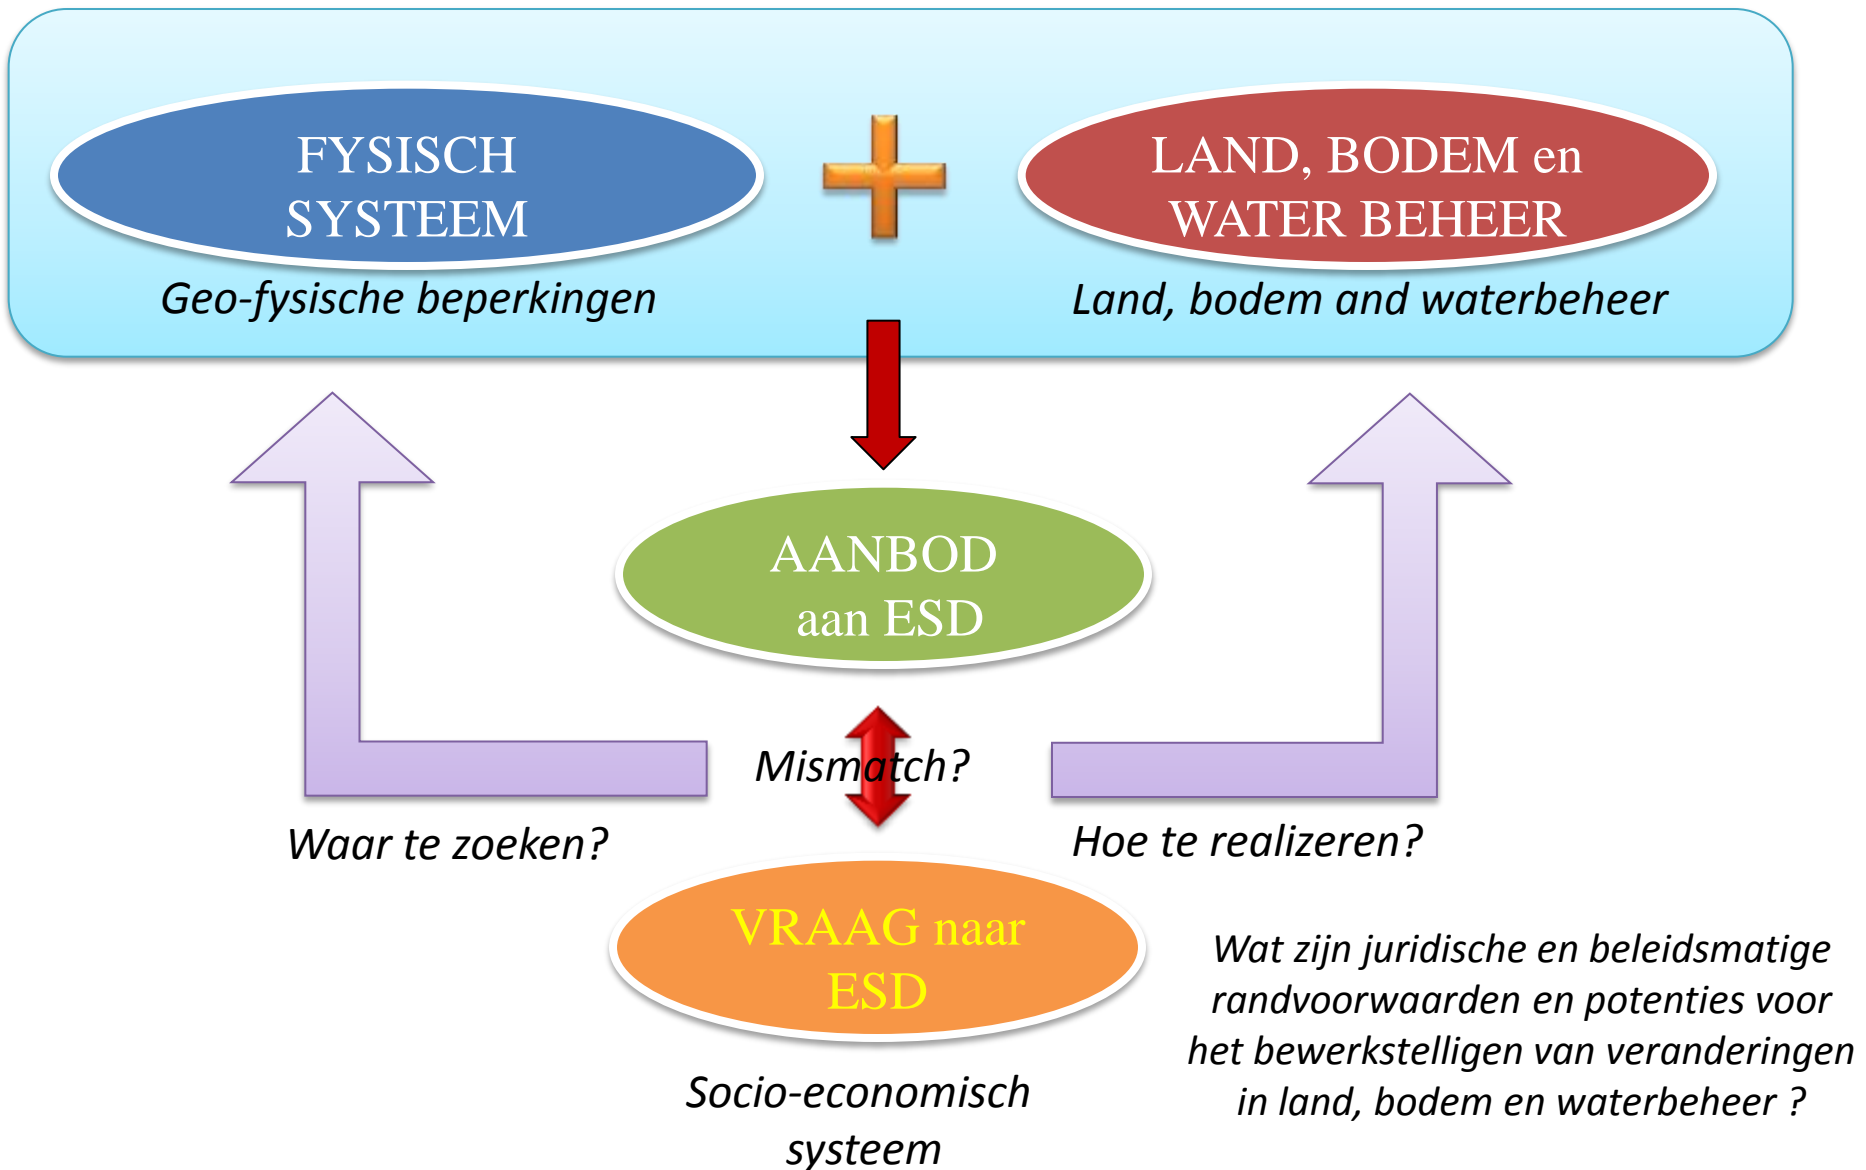 FYSISCH
SYSTEEM
LAND, BODEM en
WATER BEHEER
Geo-fysische beperkingen
Land, bodem and waterbeheer
AANBOD
aan ESD
Mismatch?
Waar te zoeken?
Hoe te realizeren?
VRAAG naar
ESD
Socio-economisch
systeem
Wat zijn juridische en beleidsmatige
randvoorwaarden en potenties voor
het bewerkstelligen van veranderingen
in land, bodem en waterbeheer ?